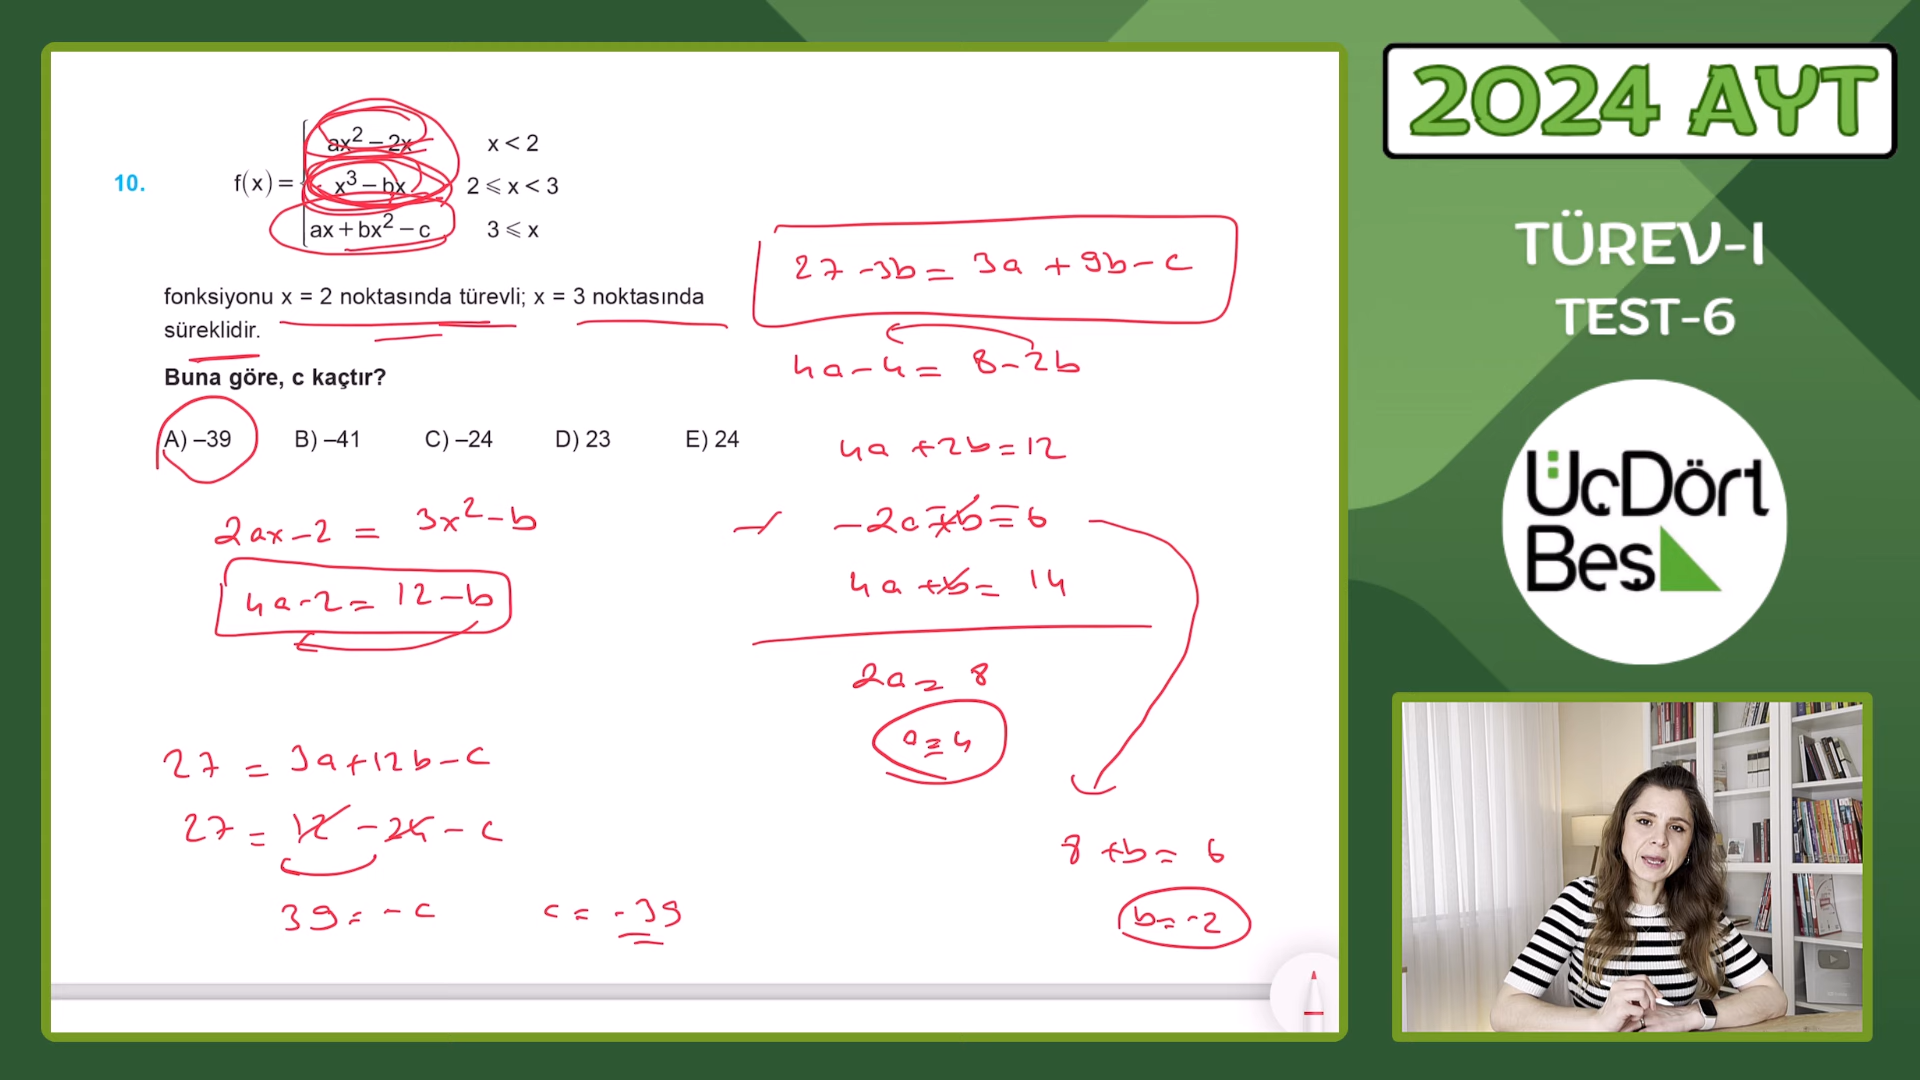 10. f(x) = { ax² – 2x    x < 2
x³ – bx    2 ⩽ x < 3
ax + bx² – c    3 ⩽ x
fonksiyonu x = 2 noktasında türevli; x = 3 noktasında
süreklidir.
Buna göre, c kaçtır?
A) –39    B) –41    C) –24    D) 23    E) 24
2ax – 2 = 3x² – b
4a - 2 = 12 – b
27 = 3a + 12b – c
27 = 12 – 24 – c
39 = - c    c = - 39
27 - 3b = 3a + 9b – c
4a – 4 = 8 – 2b
4a + 2b = 12
4a + b = 14
2a = 8
a = 4
8 + b = 6
b = -2
2024 AYT
TÜREV-I
TEST-6
ÜçDört
Beş